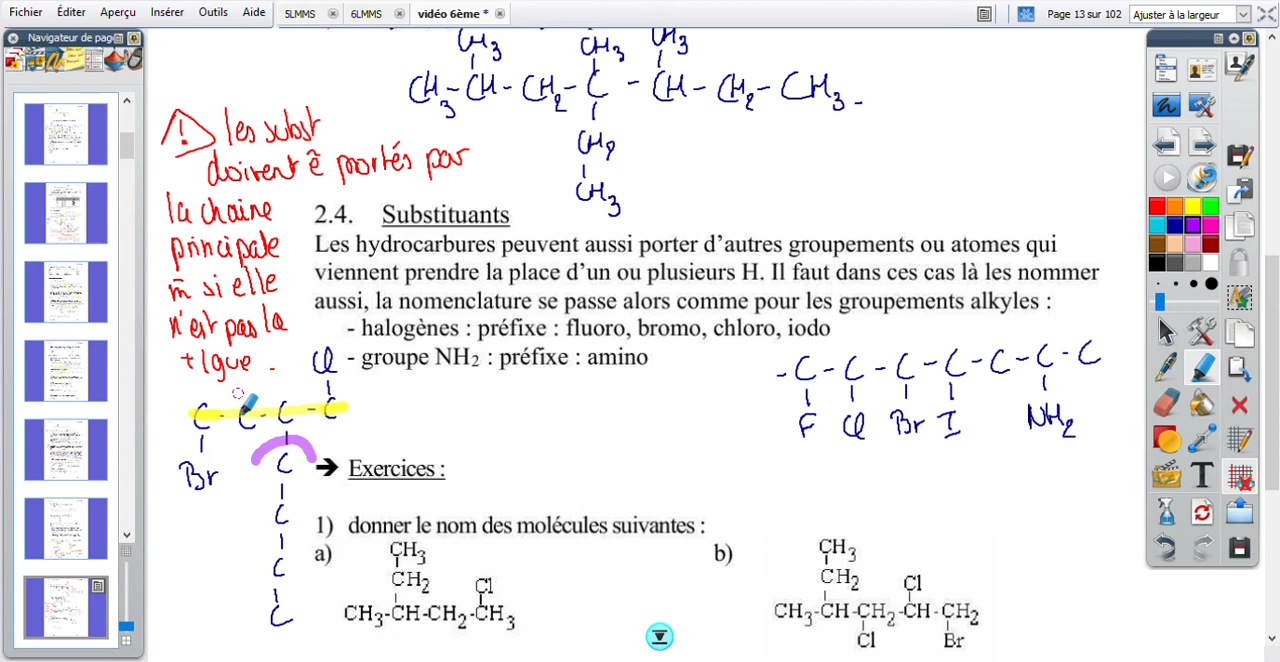 Fichier Éditer Aperçu Insérer Outils Aide
5LMMS 6LMMS vidéo 6ème *
Page 13 sur 102 Ajuster à la largeur
Navigateur de page
CH3 CH3 CH3
CH3-CH-CH2-C-CH-CH2-CH3
CH2
CH3
! les subst
doivent ê portés par
la chaine
principale
m̄ si elle
n'est pas la
+ lgue.
2.4. Substituants
Les hydrocarbures peuvent aussi porter d'autres groupements ou atomes qui
viennent prendre la place d'un ou plusieurs H. Il faut dans ces cas là les nommer
aussi, la nomenclature se passe alors comme pour les groupements alkyles :
- halogènes : préfixe : fluoro, bromo, chloro, iodo
- groupe NH2 : préfixe : amino
Cl
C-C-C-C
Br
C
C
C
C
-C-C-C-C-C-C-C
F Cl Br I NH2
➔ Exercices :
1) donner le nom des molécules suivantes :
a)
CH3
CH2 Cl
CH3-CH-CH2-CH3
b)
CH3
CH2 Cl
CH3-CH-CH2-CH-CH2
Cl Br